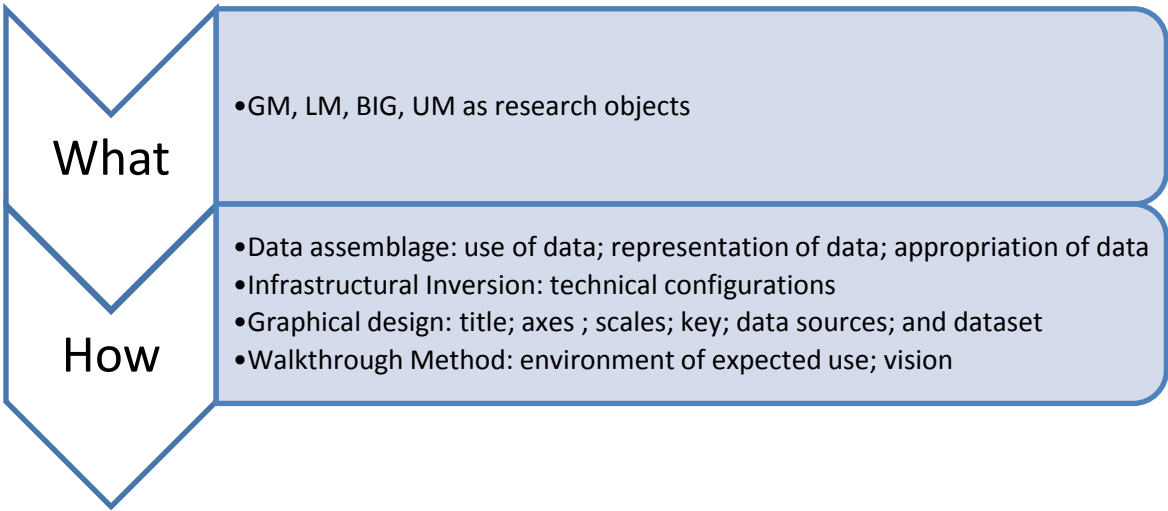 What
•GM, LM, BIG, UM as research objects
How
•Data assemblage: use of data; representation of data; appropriation of data
•Infrastructural Inversion: technical configurations
•Graphical design: title; axes ; scales; key; data sources; and dataset
•Walkthrough Method: environment of expected use; vision